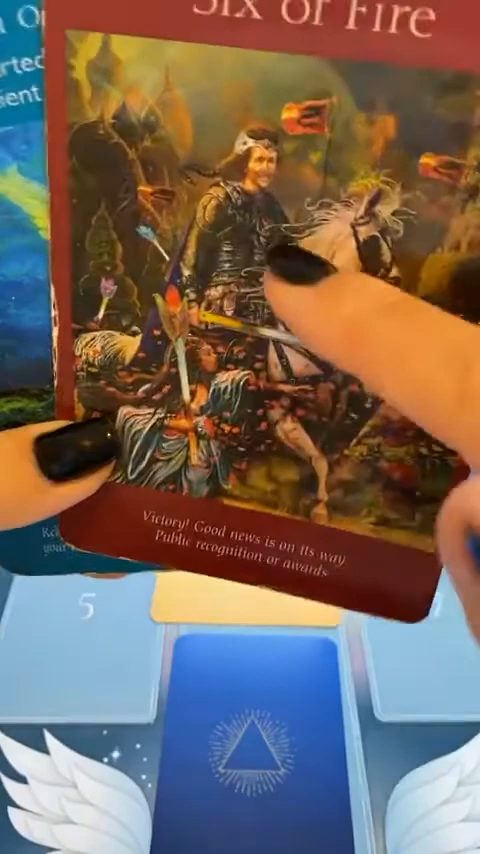 Six of Fire
Victory! Good news is on its way
Public recognition or awards
5